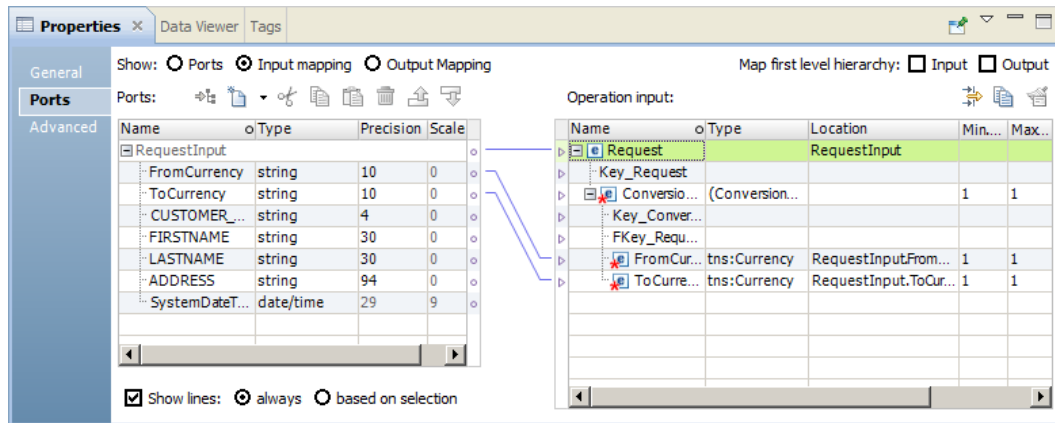 Properties Data Viewer Tags
General
Ports
Advanced
Show: Ports Input mapping Output Mapping
Map first level hierarchy: Input Output
Ports:
Operation input:
Name Type Precision Scale
RequestInput
FromCurrency string 10 0
ToCurrency string 10 0
CUSTOMER_... string 4 0
FIRSTNAME string 30 0
LASTNAME string 30 0
ADDRESS string 94 0
SystemDateT... date/time 29 9
Name Type Location Min.... Max...
Request RequestInput
Key_Request
Conversio... (Conversion... 1 1
Key_Conver...
FKey_Requ...
FromCur... tns:Currency RequestInput.From... 1 1
ToCurre... tns:Currency RequestInput.ToCur... 1 1
Show lines: always based on selection